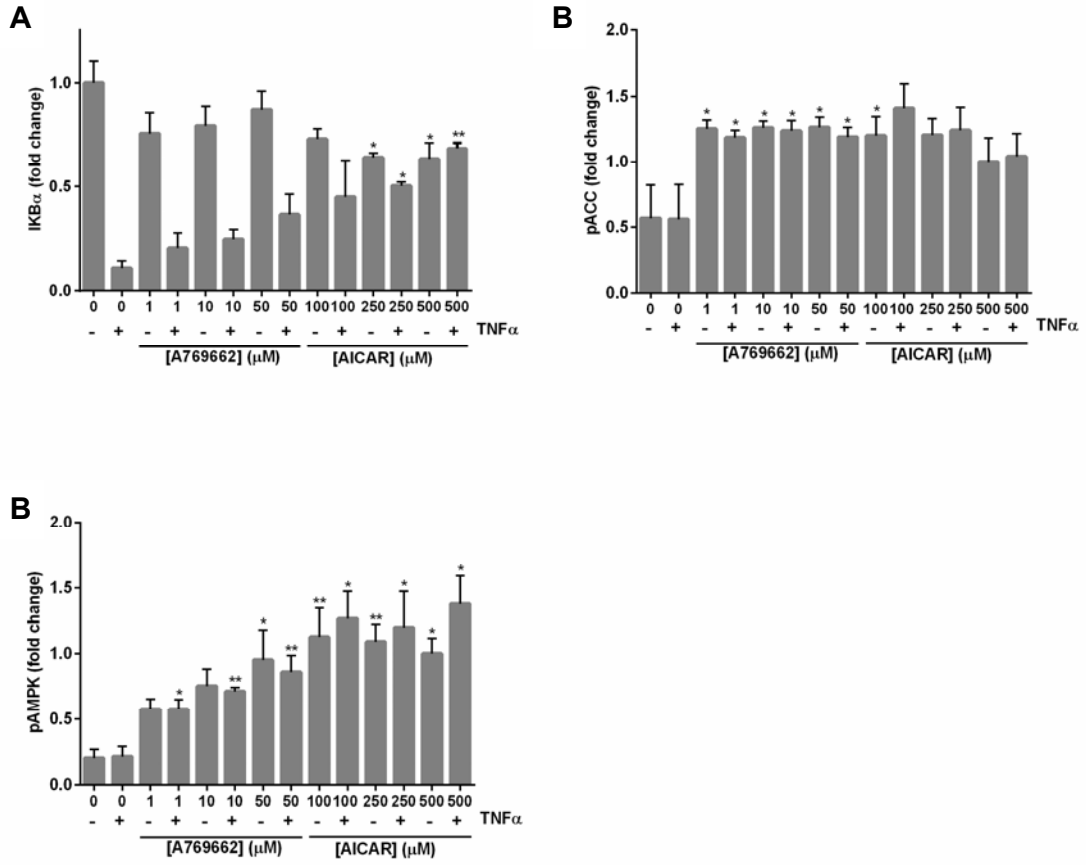 A
IKBα (fold change)
1.0
0.5
0.0
* * * **
0 0 1 1 10 10 50 50 100 100 250 250 500 500
- + - + - + - + - + - + - + TNFα
[A769662] (μM) [AICAR] (μM)
B
pACC (fold change)
2.0
1.5
1.0
0.5
0.0
* * * * * * *
0 0 1 1 10 10 50 50 100 100 250 250 500 500
- + - + - + - + - + - + - + TNFα
[A769662] (μM) [AICAR] (μM)
B
pAMPK (fold change)
2.0
1.5
1.0
0.5
0.0
* ** * ** ** * ** * * *
0 0 1 1 10 10 50 50 100 100 250 250 500 500
- + - + - + - + - + - + - + TNFα
[A769662] (μM) [AICAR] (μM)